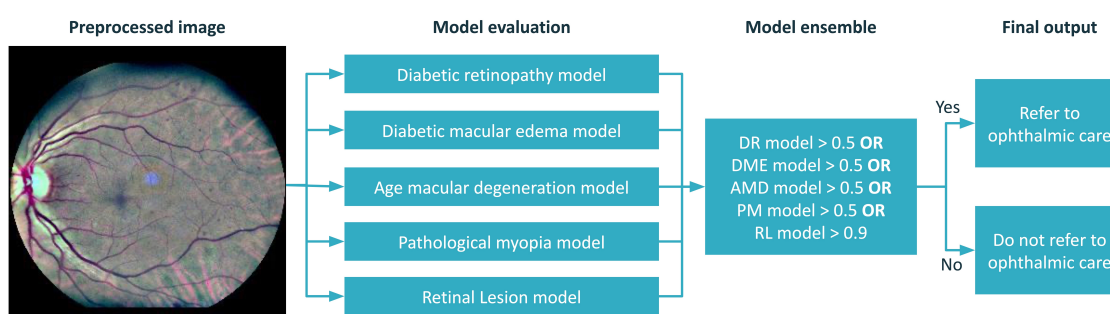 Preprocessed image
Model evaluation
Model ensemble
Final output
Diabetic retinopathy model
Diabetic macular edema model
Age macular degeneration model
Pathological myopia model
Retinal Lesion model
DR model > 0.5 OR
DME model > 0.5 OR
AMD model > 0.5 OR
PM model > 0.5 OR
RL model > 0.9
Yes
Refer to
ophthalmic care
No
Do not refer to
ophthalmic care